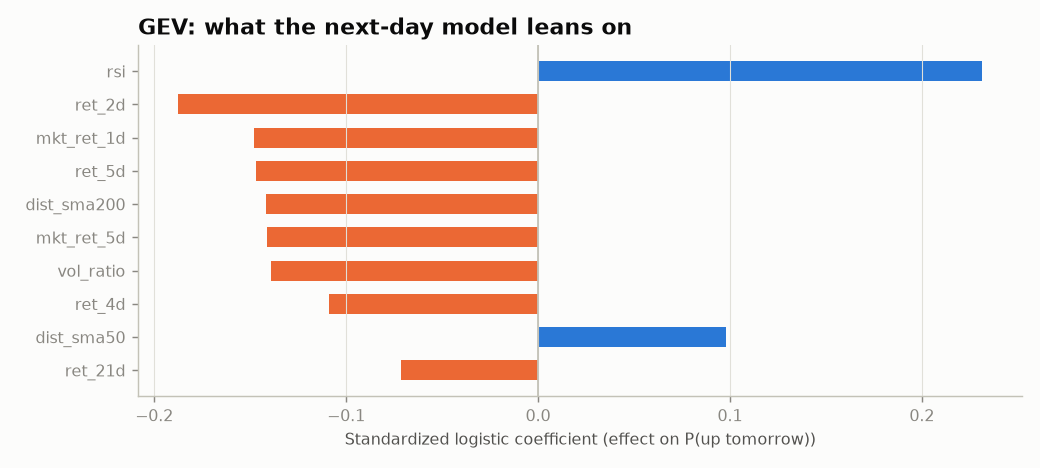 GEV: what the next-day model leans on
rsi
ret_2d
mkt_ret_1d
ret_5d
dist_sma200
mkt_ret_5d
vol_ratio
ret_4d
dist_sma50
ret_21d
−0.2 −0.1 0.0 0.1 0.2
Standardized logistic coefficient (effect on P(up tomorrow))